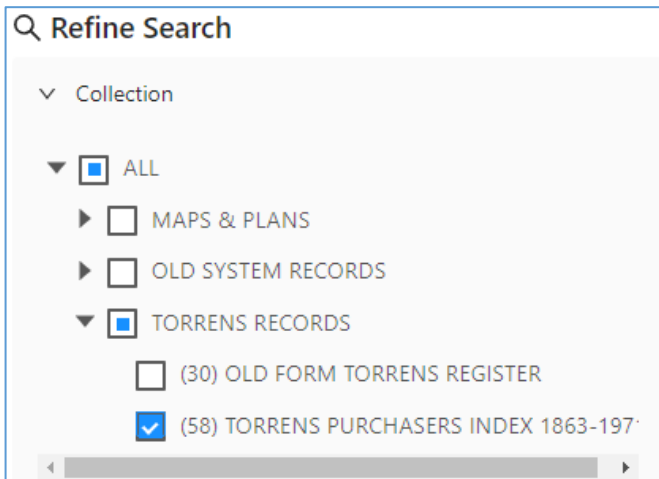 Refine Search
Collection
ALL
MAPS & PLANS
OLD SYSTEM RECORDS
TORRENS RECORDS
(30) OLD FORM TORRENS REGISTER
(58) TORRENS PURCHASERS INDEX 1863-197